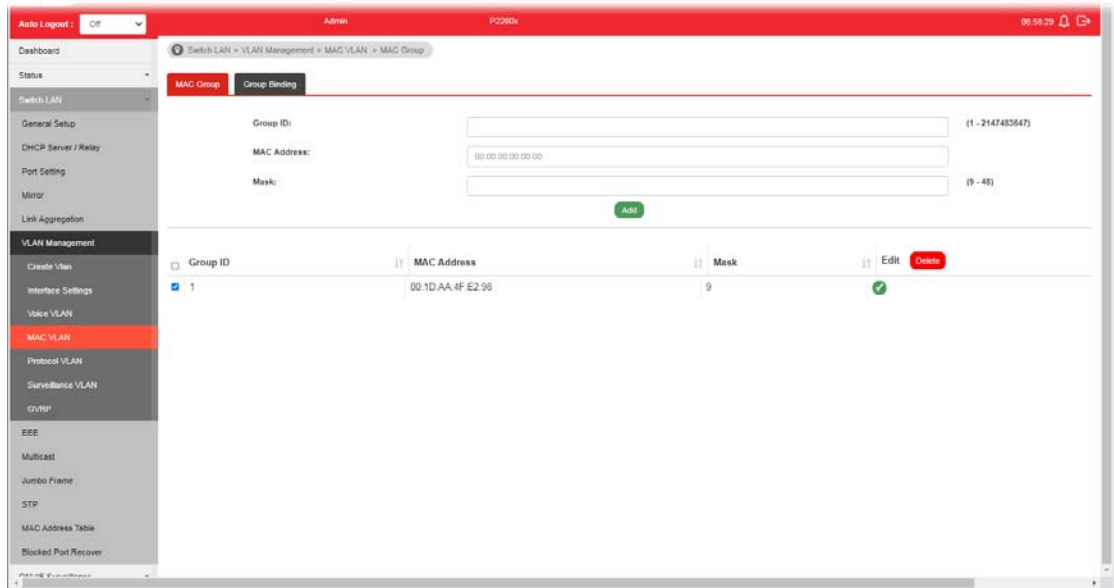 Auto Logout : Off
Admin
P2280x
06:58:29
Dashboard
Status
Switch LAN
General Setup
DHCP Server / Relay
Port Setting
Mirror
Link Aggregation
VLAN Management
Create Vlan
Interface Settings
Voice VLAN
MAC VLAN
Protocol VLAN
Surveillance VLAN
GVRP
EEE
Multicast
Jumbo Frame
STP
MAC Address Table
Blocked Port Recover
Switch LAN » VLAN Management » MAC VLAN » MAC Group
MAC Group
Group Binding
Group ID: (1 - 2147483647)
MAC Address: 00:00:00:00:00:00
Mask: (9 - 48)
Add
Group ID MAC Address Mask Edit Delete
1 00:1D:AA:4F:E2:98 9